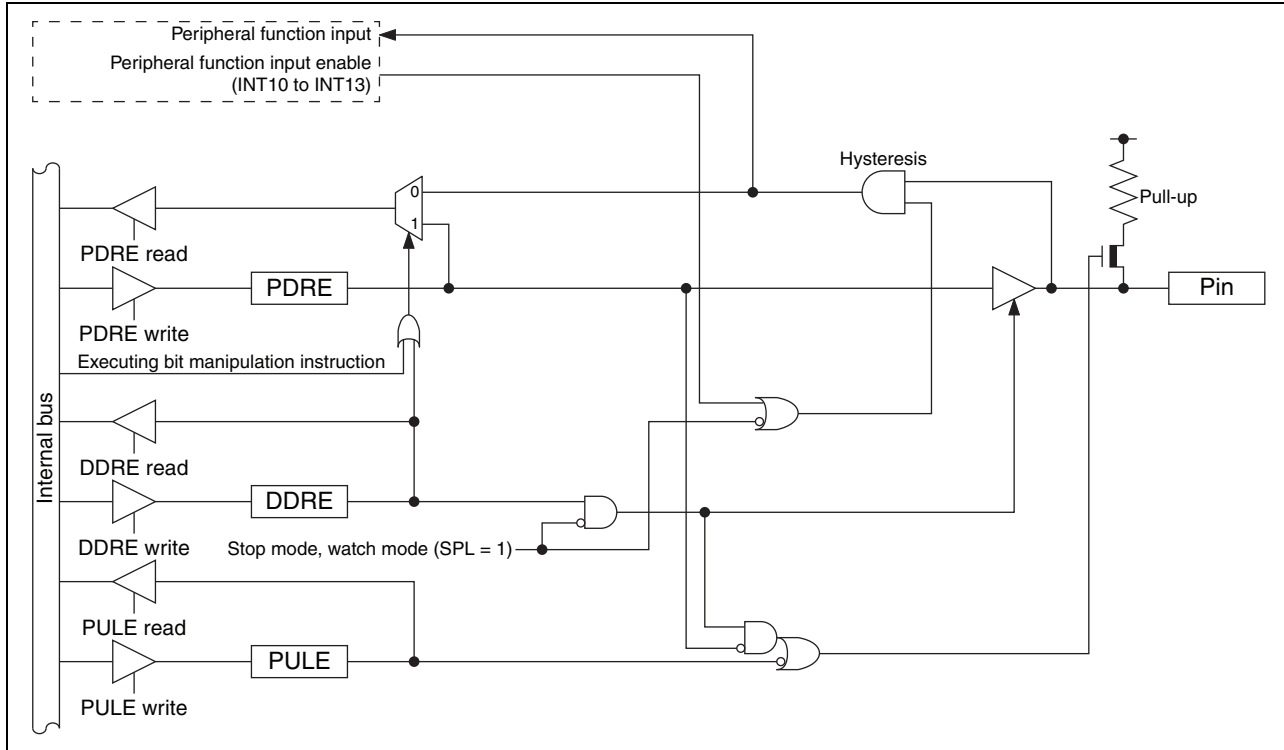 Peripheral function input
Peripheral function input enable
(INT10 to INT13)
Hysteresis
0
Pull-up
1
PDRE read
PDRE
Pin
PDRE write
Executing bit manipulation instruction
Internal bus
DDRE read
DDRE
DDRE write
Stop mode, watch mode (SPL = 1)
PULE read
PULE
PULE write